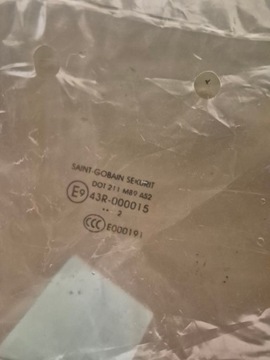 SAINT-GOBAIN SEKURIT
DOT 211 M89 AS2
E9 43R-000015
.. 2
CCC E000191